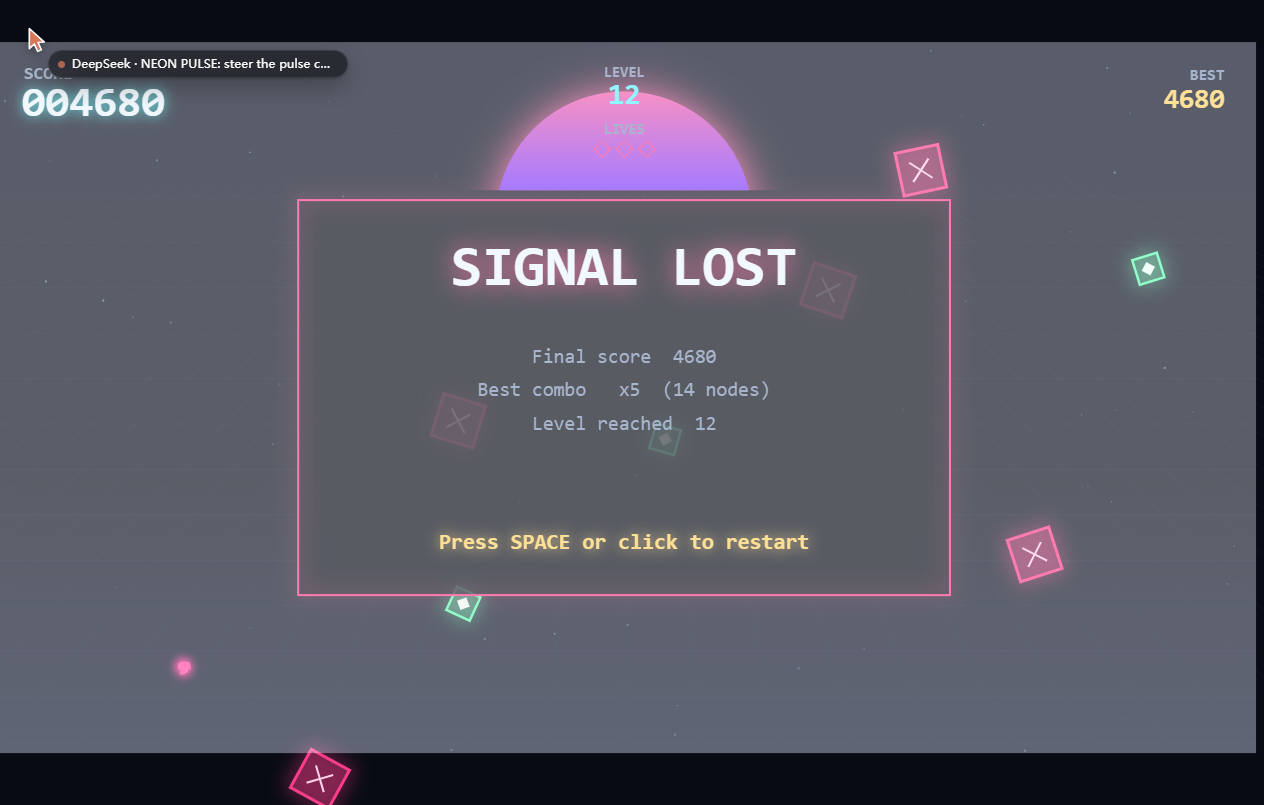 DeepSeek · NEON PULSE: steer the pulse c...
004680
LEVEL
12
LIVES
BEST
4680
SIGNAL LOST
Final score 4680
Best combo x5 (14 nodes)
Level reached 12
Press SPACE or click to restart